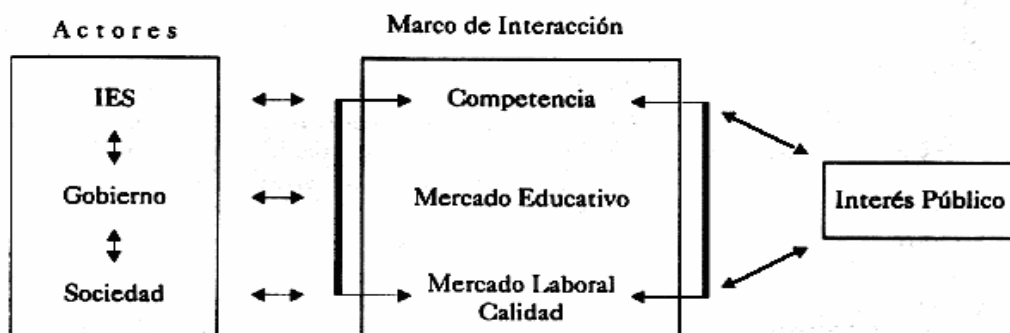 Actores
Marco de Interacción
IES
Competencia
Gobierno
Mercado Educativo
Interés Público
Sociedad
Mercado Laboral
Calidad